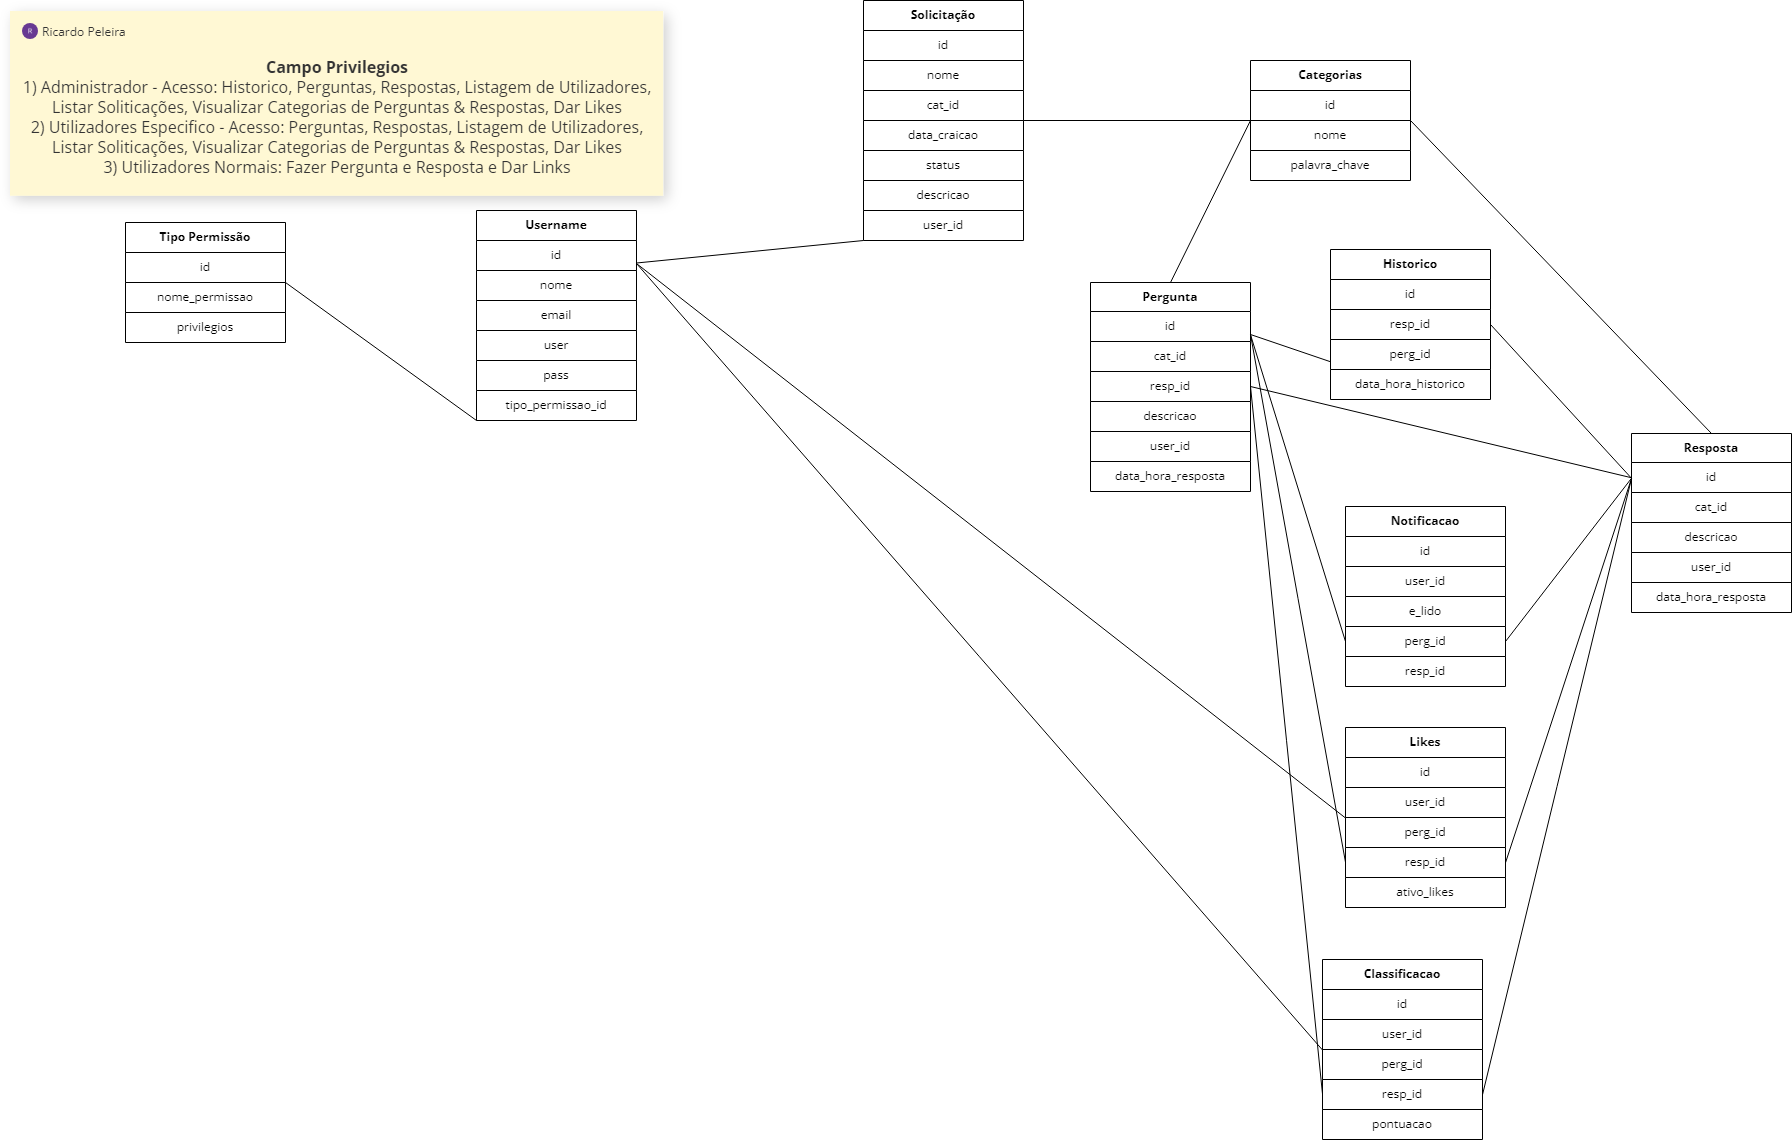 R Ricardo Peleira
Campo Privilegios
1) Administrador - Acesso: Historico, Perguntas, Respostas, Listagem de Utilizadores,
Listar Soliticações, Visualizar Categorias de Perguntas & Respostas, Dar Likes
2) Utilizadores Especifico - Acesso: Perguntas, Respostas, Listagem de Utilizadores,
Listar Soliticações, Visualizar Categorias de Perguntas & Respostas, Dar Likes
3) Utilizadores Normais: Fazer Pergunta e Resposta e Dar Links
Tipo Permissão
id
nome_permissao
privilegios
Username
id
nome
email
user
pass
tipo_permissao_id
Solicitação
id
nome
cat_id
data_craicao
status
descricao
user_id
Categorias
id
nome
palavra_chave
Pergunta
id
cat_id
resp_id
descricao
user_id
data_hora_resposta
Historico
id
resp_id
perg_id
data_hora_historico
Resposta
id
cat_id
descricao
user_id
data_hora_resposta
Notificacao
id
user_id
e_lido
perg_id
resp_id
Likes
id
user_id
perg_id
resp_id
ativo_likes
Classificacao
id
user_id
perg_id
resp_id
pontuacao